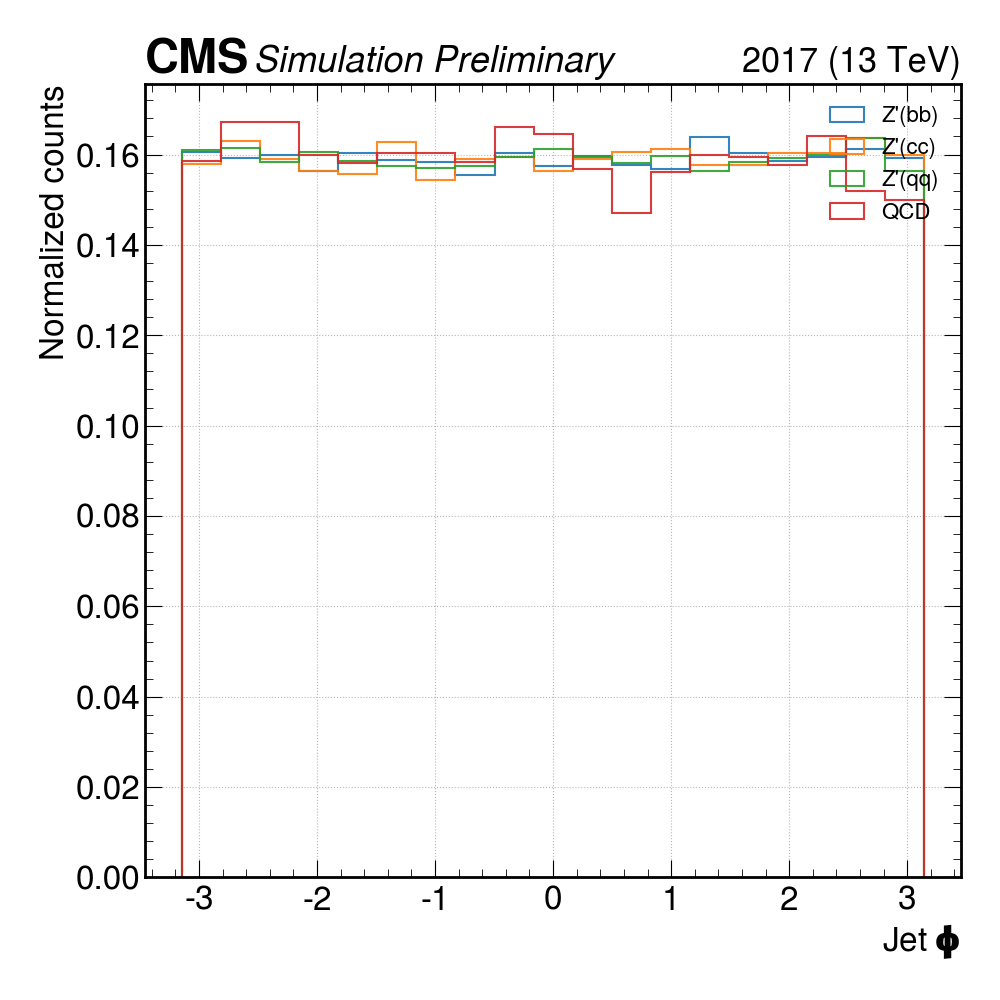 CMS Simulation Preliminary 2017 (13 TeV)
Normalized counts
Z'(bb)
Z'(cc)
Z'(qq)
QCD
0.16
0.14
0.12
0.10
0.08
0.06
0.04
0.02
0.00
-3 -2 -1 0 1 2 3
Jet ϕ